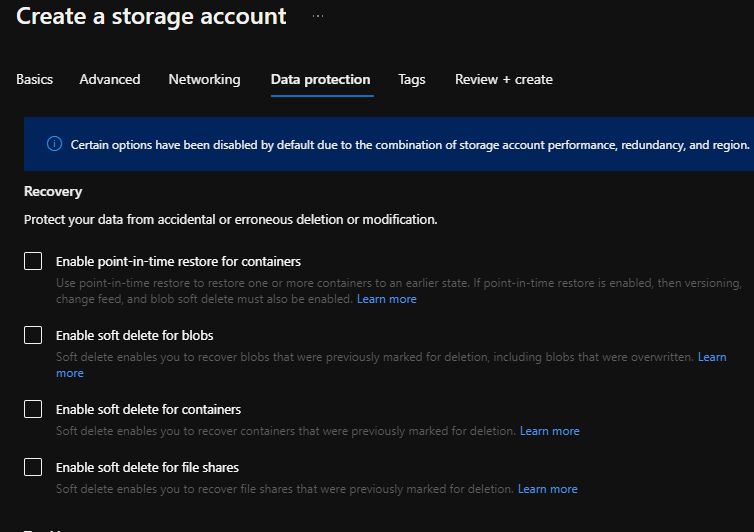 Create a storage account ...
Basics Advanced Networking Data protection Tags Review + create
Certain options have been disabled by default due to the combination of storage account performance, redundancy, and region.
Recovery
Protect your data from accidental or erroneous deletion or modification.
Enable point-in-time restore for containers
Use point-in-time restore to restore one or more containers to an earlier state. If point-in-time restore is enabled, then versioning,
change feed, and blob soft delete must also be enabled. Learn more
Enable soft delete for blobs
Soft delete enables you to recover blobs that were previously marked for deletion, including blobs that were overwritten. Learn
more
Enable soft delete for containers
Soft delete enables you to recover containers that were previously marked for deletion. Learn more
Enable soft delete for file shares
Soft delete enables you to recover file shares that were previously marked for deletion. Learn more